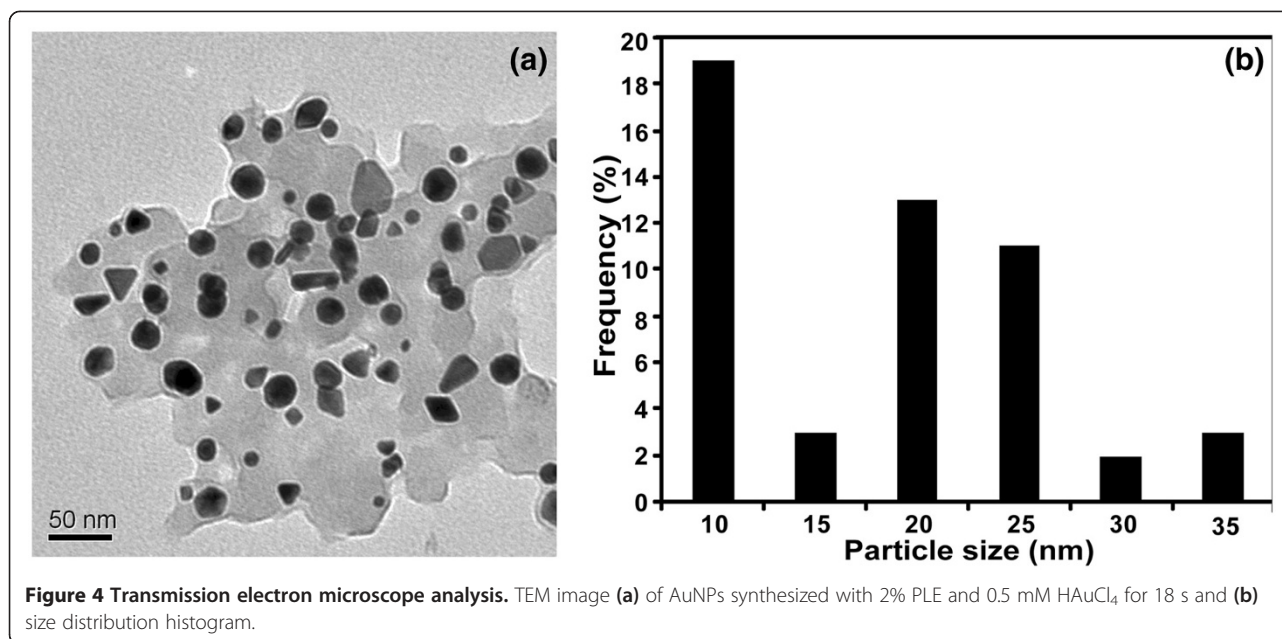 (a)
50 nm
(b)
Frequency (%)
20
18
16
14
12
10
8
6
4
2
0
10 15 20 25 30 35
Particle size (nm)
Figure 4 Transmission electron microscope analysis. TEM image (a) of AuNPs synthesized with 2% PLE and 0.5 mM HAuCl₄ for 18 s and (b)
size distribution histogram.